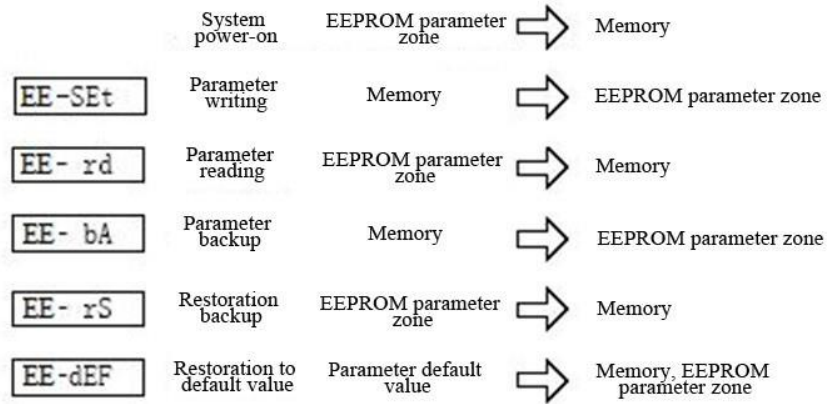 System power-on EEPROM parameter zone Memory
EE-SEt Parameter writing Memory EEPROM parameter zone
EE- rd Parameter reading EEPROM parameter zone Memory
EE- bA Parameter backup Memory EEPROM parameter zone
EE- rS Restoration backup EEPROM parameter zone Memory
EE-dEF Restoration to default value Parameter default value Memory, EEPROM parameter zone